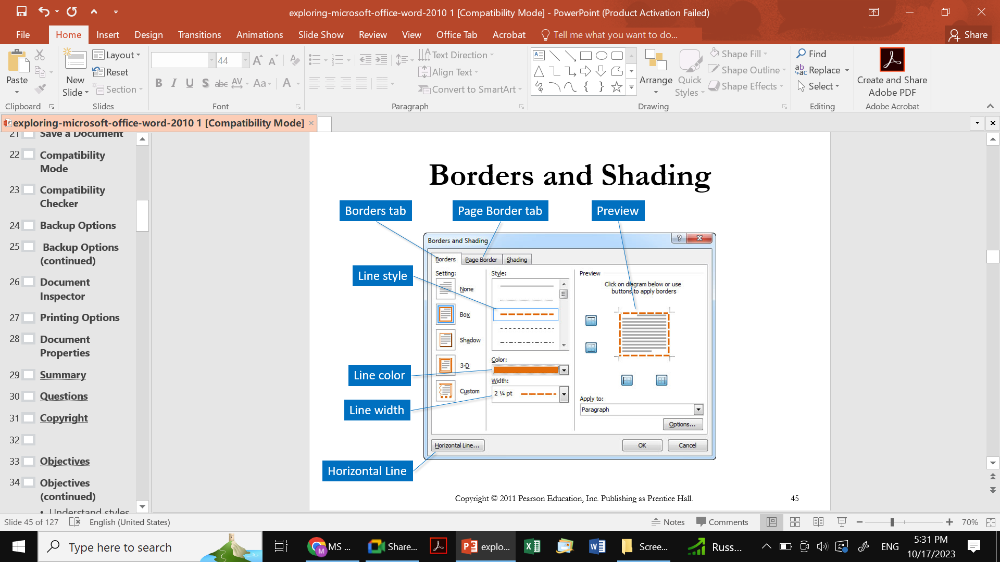 exploring-microsoft-office-word-2010 1 [Compatibility Mode] - PowerPoint (Product Activation Failed)
File Home Insert Design Transitions Animations Slide Show Review View Office Tab Acrobat Tell me what you want to do... Share
Paste
Clipboard
New Slide
Layout
Reset
Section
Slides
44
B I U S abc AV Aa A
Font
Text Direction
Align Text
Convert to SmartArt
Paragraph
Arrange
Quick Styles
Shape Fill
Shape Outline
Shape Effects
Drawing
Find
Replace
Select
Editing
Create and Share
Adobe PDF
Adobe Acrobat
exploring-microsoft-office-word-2010 1 [Compatibility Mode]
21 Save a Document
22 Compatibility
Mode
23 Compatibility
Checker
24 Backup Options
25 Backup Options
(continued)
26 Document
Inspector
27 Printing Options
28 Document
Properties
29 Summary
30 Questions
31 Copyright
32
33 Objectives
34 Objectives
(continued)
• Understand styles
Borders and Shading
Borders tab
Page Border tab
Preview
Line style
Line color
Line width
Horizontal Line
Borders and Shading
Borders Page Border Shading
Setting:
None
Box
Shadow
3-D
Custom
Style:
Color:
Width:
2 ¼ pt
Preview
Click on diagram below or use
buttons to apply borders
Apply to:
Paragraph
Options...
Horizontal Line...
OK
Cancel
Copyright © 2011 Pearson Education, Inc. Publishing as Prentice Hall.
45
Slide 45 of 127 English (United States) Notes Comments 70%
Type here to search
MS ...
Share...
explo...
Scree...
Russ...
ENG
5:31 PM
10/17/2023